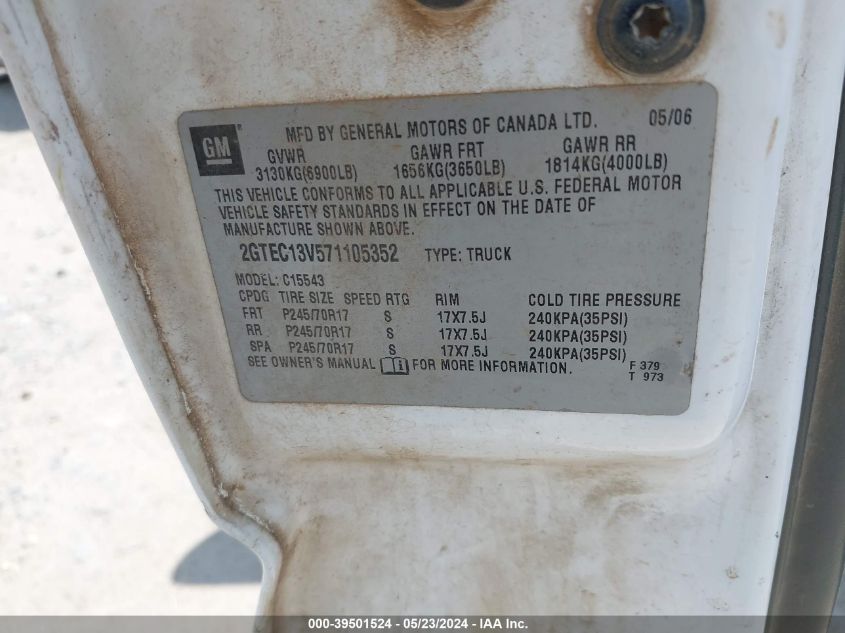 GM
MFD BY GENERAL MOTORS OF CANADA LTD. 05/06
GVWR GAWR FRT GAWR RR
3130KG(6900LB) 1656KG(3650LB) 1814KG(4000LB)
THIS VEHICLE CONFORMS TO ALL APPLICABLE U.S. FEDERAL MOTOR
VEHICLE SAFETY STANDARDS IN EFFECT ON THE DATE OF
MANUFACTURE SHOWN ABOVE.
2GTEC13V571105352 TYPE: TRUCK
MODEL: C15543
CPDG TIRE SIZE SPEED RTG RIM COLD TIRE PRESSURE
FRT P245/70R17 S 17X7.5J 240KPA(35PSI)
RR P245/70R17 S 17X7.5J 240KPA(35PSI)
SPA P245/70R17 S 17X7.5J 240KPA(35PSI)
SEE OWNER'S MANUAL i FOR MORE INFORMATION. F 379
T 973
000-39501524 - 05/23/2024 - IAA Inc.